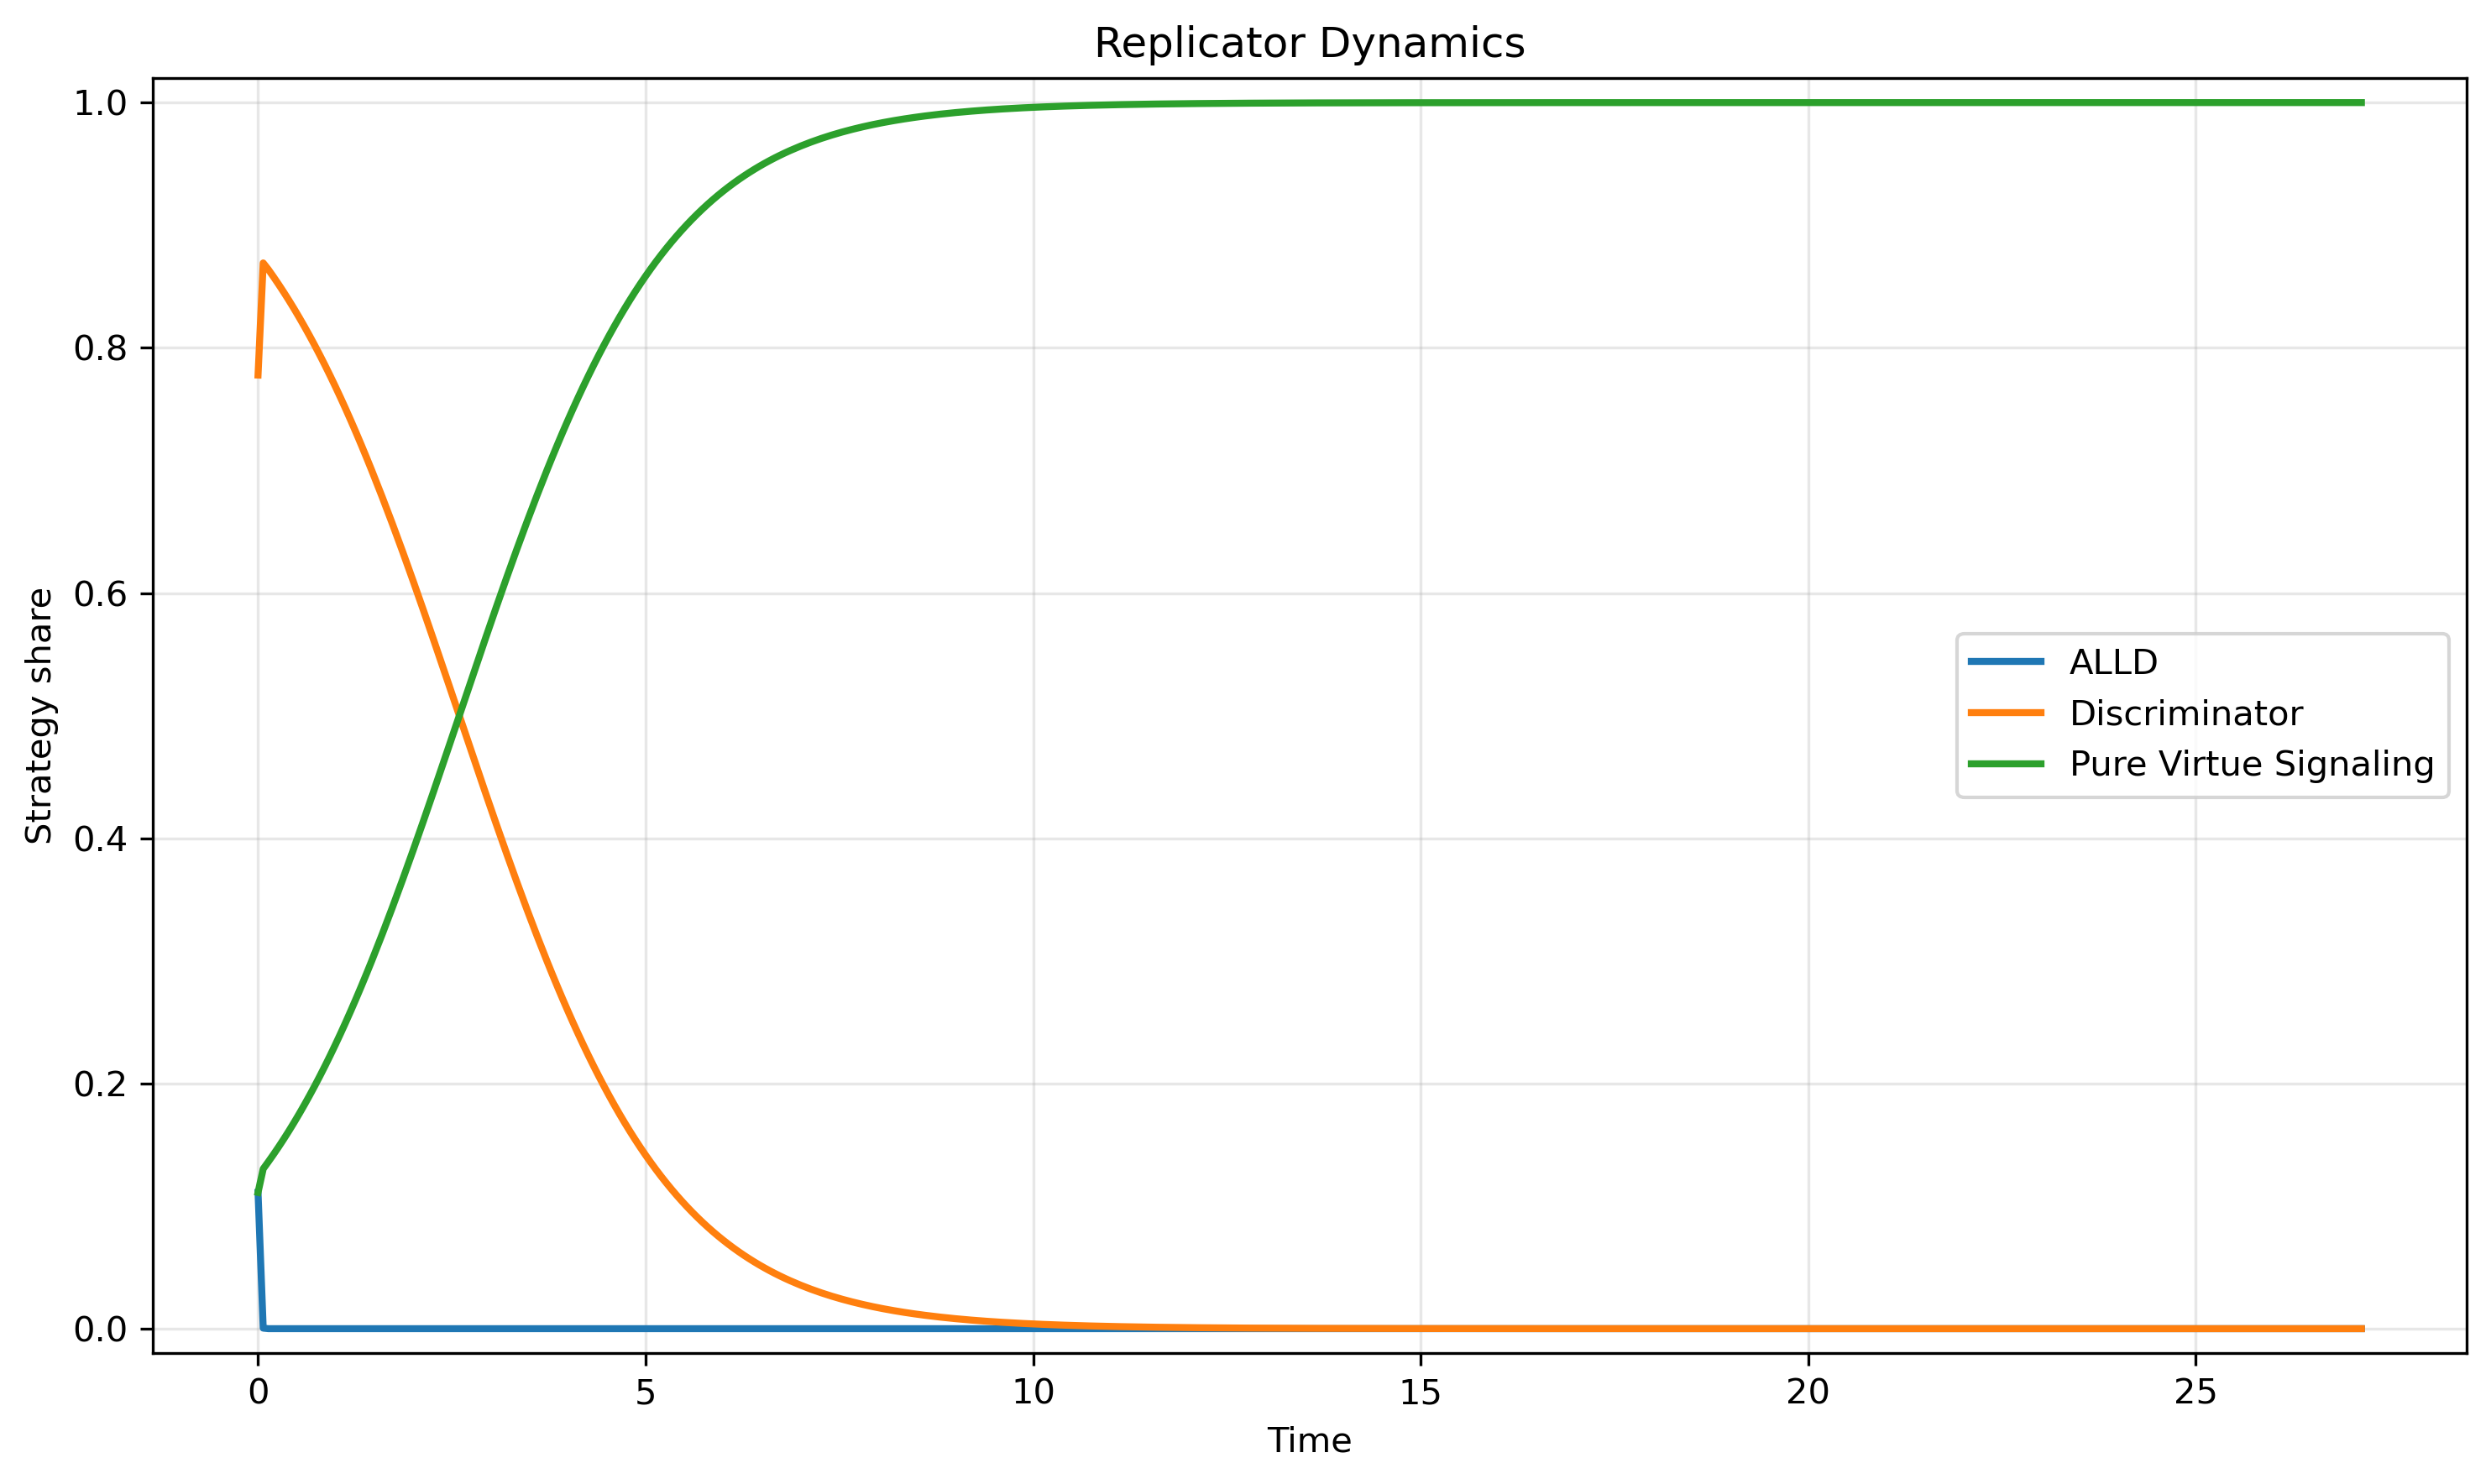 Replicator Dynamics
Strategy share
1.0
0.8
0.6
0.4
0.2
0.0
ALLD
Discriminator
Pure Virtue Signaling
0 5 10 15 20 25
Time